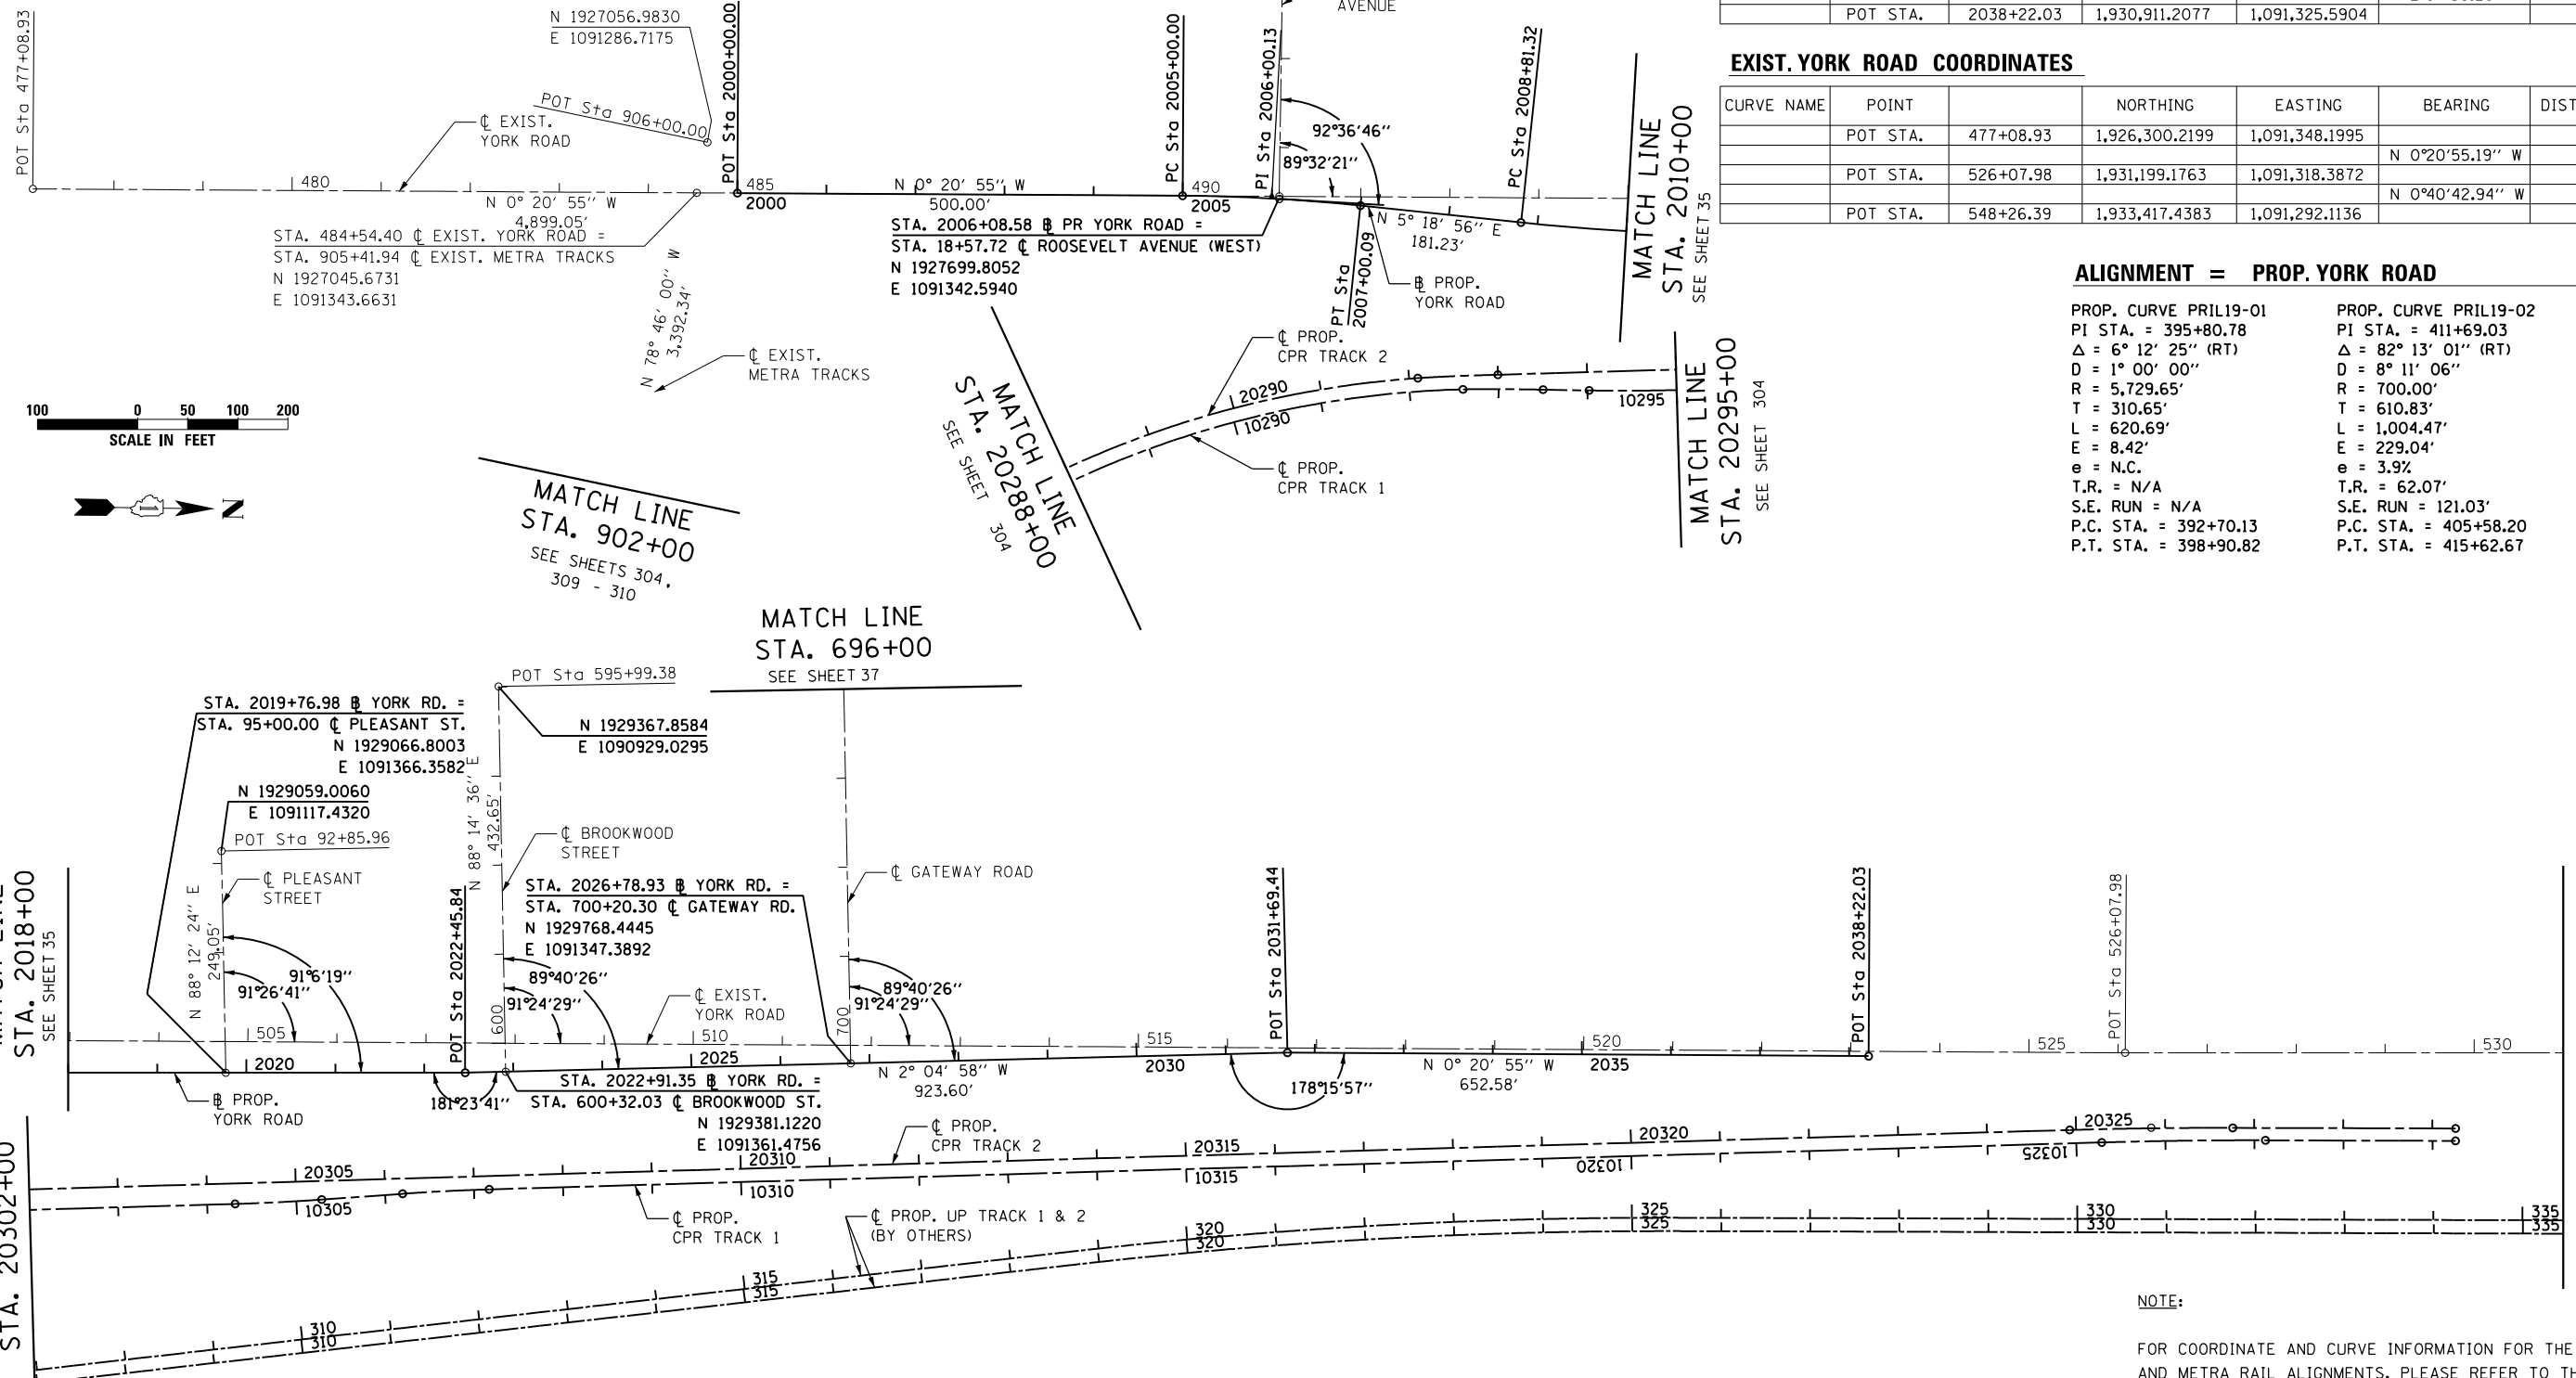 POT Sta 477+08.93
N 1927056.9830
E 1091286.7175
POT Sta 906+00.00
POT Sta 2000+00.00
℄ EXIST.
YORK ROAD
480
485
2000
N 0° 20' 55'' W
4,899.05'
STA. 484+54.40 ℄ EXIST. YORK ROAD =
STA. 905+41.94 ℄ EXIST. METRA TRACKS
N 1927045.6731
E 1091343.6631
N 78° 46' 00'' W
3,392.34'
℄ EXIST.
METRA TRACKS
N 0° 20' 55'' W
500.00'
PC Sta 2005+00.00
490
2005
PI Sta 2006+00.13
AVENUE
92°36'46''
89°32'21''
PC Sta 2008+81.32
STA. 2006+08.58 B̵L PR YORK ROAD =
STA. 18+57.72 ℄ ROOSEVELT AVENUE (WEST)
N 1927699.8052
E 1091342.5940
N 5° 18' 56'' E
181.23'
PT Sta
2007+00.09
BL PROP.
YORK ROAD
MATCH LINE
STA. 2010+00
SEE SHEET 35
℄ PROP.
CPR TRACK 2
20290
10290
10295
℄ PROP.
CPR TRACK 1
MATCH LINE
STA. 20288+00
SEE SHEET 304
MATCH LINE
STA. 20295+00
SEE SHEET 304
100 0 50 100 200
SCALE IN FEET
N
MATCH LINE
STA. 902+00
SEE SHEETS 304,
309 - 310
POT STA. 2038+22.03 1,930,911.2077 1,091,325.5904
EXIST. YORK ROAD COORDINATES
CURVE NAME POINT NORTHING EASTING BEARING DIST
POT STA. 477+08.93 1,926,300.2199 1,091,348.1995
N 0°20'55.19'' W
POT STA. 526+07.98 1,931,199.1763 1,091,318.3872
N 0°40'42.94'' W
POT STA. 548+26.39 1,933,417.4383 1,091,292.1136
ALIGNMENT = PROP. YORK ROAD
PROP. CURVE PRIL19-01
PI STA. = 395+80.78
Δ = 6° 12' 25'' (RT)
D = 1° 00' 00''
R = 5,729.65'
T = 310.65'
L = 620.69'
E = 8.42'
e = N.C.
T.R. = N/A
S.E. RUN = N/A
P.C. STA. = 392+70.13
P.T. STA. = 398+90.82
PROP. CURVE PRIL19-02
PI STA. = 411+69.03
Δ = 82° 13' 01'' (RT)
D = 8° 11' 06''
R = 700.00'
T = 610.83'
L = 1,004.47'
E = 229.04'
e = 3.9%
T.R. = 62.07'
S.E. RUN = 121.03'
P.C. STA. = 405+58.20
P.T. STA. = 415+62.67
MATCH LINE
STA. 696+00
SEE SHEET 37
STA. 2018+00
SEE SHEET 35
STA. 2019+76.98 BL YORK RD. =
STA. 95+00.00 ℄ PLEASANT ST.
N 1929066.8003
E 1091366.3582
N 1929059.0060
E 1091117.4320
POT Sta 92+85.96
℄ PLEASANT
STREET
N 88° 12' 24'' E
249.05'
91°26'41''
91°6'19''
POT Sta 595+99.38
N 1929367.8584
E 1090929.0295
N 88° 14' 36'' E
432.65'
℄ BROOKWOOD
STREET
POT Sta 2022+45.84
STA. 2026+78.93 BL YORK RD. =
STA. 700+20.30 ℄ GATEWAY RD.
N 1929768.4445
E 1091347.3892
89°40'26''
91°24'29''
600
℄ EXIST.
YORK ROAD
℄ GATEWAY ROAD
89°40'26''
91°24'29''
700
POT Sta 2031+69.44
POT Sta 2038+22.03
POT Sta 526+07.98
505
510
515
520
525
530
2020
2025
2030
2035
BL PROP.
YORK ROAD
181°23'41''
STA. 2022+91.35 BL YORK RD. =
STA. 600+32.03 ℄ BROOKWOOD ST.
N 1929381.1220
E 1091361.4756
N 2° 04' 58'' W
923.60'
178°15'57''
N 0° 20' 55'' W
652.58'
STA. 20302+00
℄ PROP.
CPR TRACK 2
20305
20310
20315
20320
20325
10305
10310
10315
10320
10325
℄ PROP.
CPR TRACK 1
℄ PROP. UP TRACK 1 & 2
(BY OTHERS)
310
310
315
315
320
320
325
325
330
330
335
335
NOTE:
FOR COORDINATE AND CURVE INFORMATION FOR THE
AND METRA RAIL ALIGNMENTS, PLEASE REFER TO TH